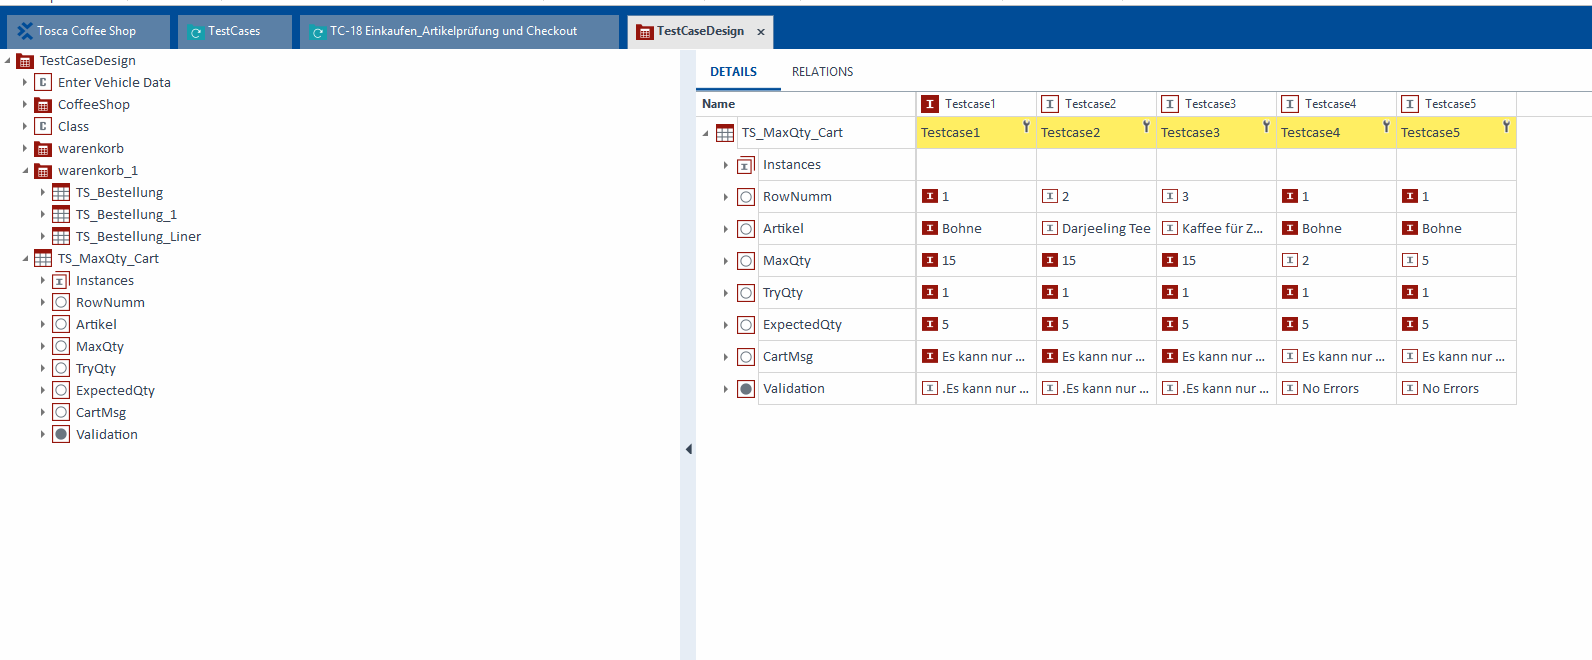 Tosca Coffee Shop
TestCases
TC-18 Einkaufen_Artikelprüfung und Checkout
TestCaseDesign
TestCaseDesign
Enter Vehicle Data
CoffeeShop
Class
warenkorb
warenkorb_1
TS_Bestellung
TS_Bestellung_1
TS_Bestellung_Liner
TS_MaxQty_Cart
Instances
RowNumm
Artikel
MaxQty
TryQty
ExpectedQty
CartMsg
Validation
DETAILS RELATIONS
Name Testcase1 Testcase2 Testcase3 Testcase4 Testcase5
TS_MaxQty_Cart Testcase1 Testcase2 Testcase3 Testcase4 Testcase5
Instances
RowNumm 1 2 3 1 1
Artikel Bohne Darjeeling Tee Kaffee für Z... Bohne Bohne
MaxQty 15 15 15 2 5
TryQty 1 1 1 1 1
ExpectedQty 5 5 5 5 5
CartMsg Es kann nur ... Es kann nur ... Es kann nur ... Es kann nur ... Es kann nur ...
Validation .Es kann nur ... .Es kann nur ... .Es kann nur ... No Errors No Errors